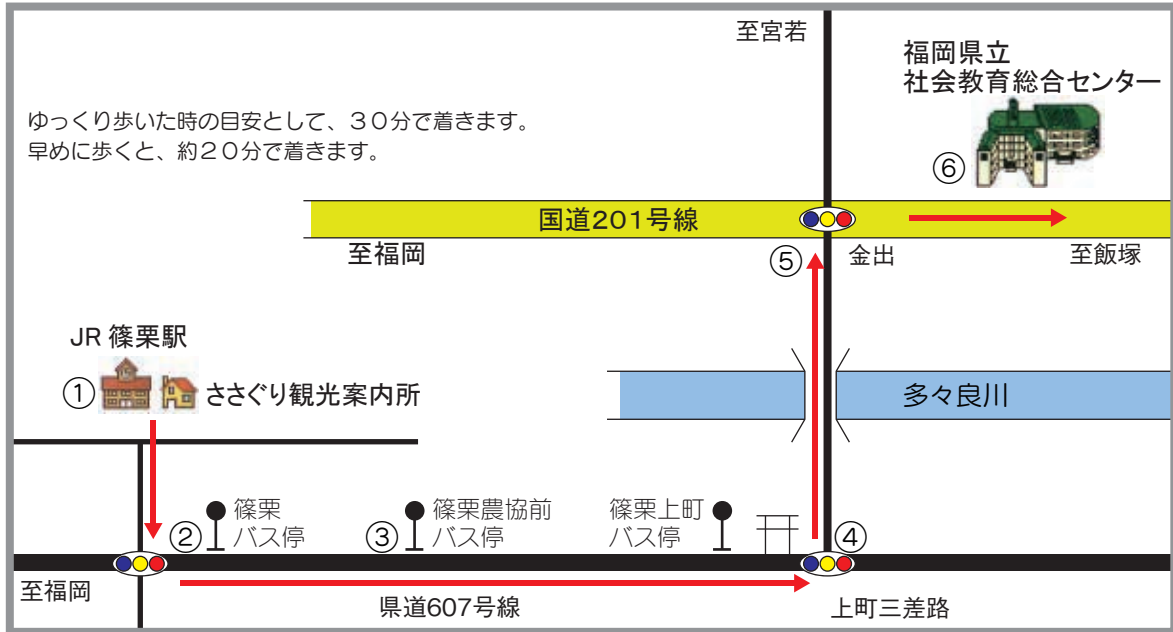 至宮若
福岡県立
社会教育総合センター
ゆっくり歩いた時の目安として、３０分で着きます。
早めに歩くと、約２０分で着きます。
⑥
国道201号線
至福岡
⑤
金出
至飯塚
JR 篠栗駅
①
ささぐり観光案内所
多々良川
②
篠栗
バス停
③
篠栗農協前
バス停
篠栗上町
バス停
④
至福岡
県道607号線
上町三差路